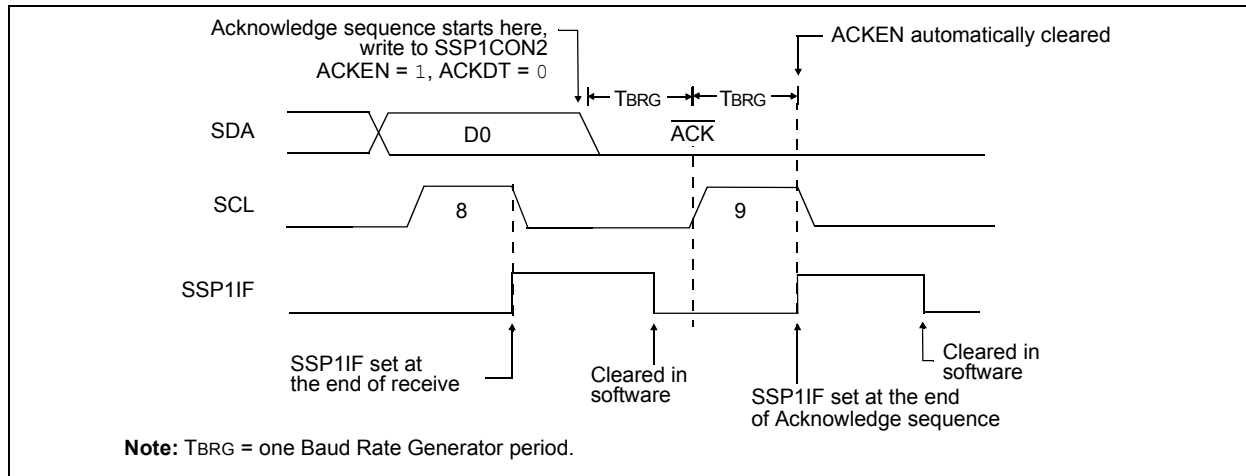 Acknowledge sequence starts here,
write to SSP1CON2
ACKEN = 1, ACKDT = 0
ACKEN automatically cleared
TBRG
TBRG
SDA
D0
ACK
SCL
8
9
SSP1IF
SSP1IF set at
the end of receive
Cleared in
software
SSP1IF set at the end
of Acknowledge sequence
Cleared in
software
Note: TBRG = one Baud Rate Generator period.